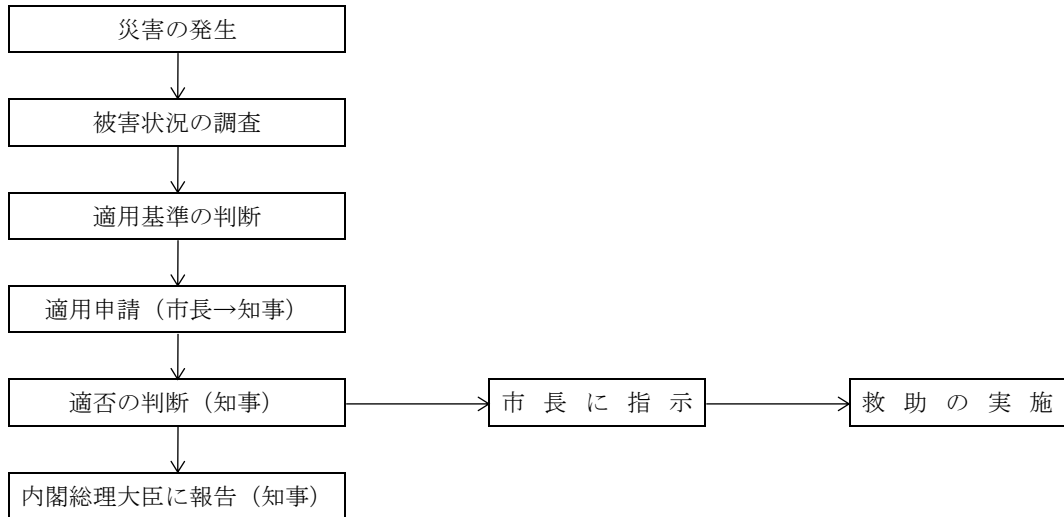 災害の発生
被害状況の調査
適用基準の判断
適用申請（市長→知事）
適否の判断（知事）
市長に指示
救助の実施
内閣総理大臣に報告（知事）